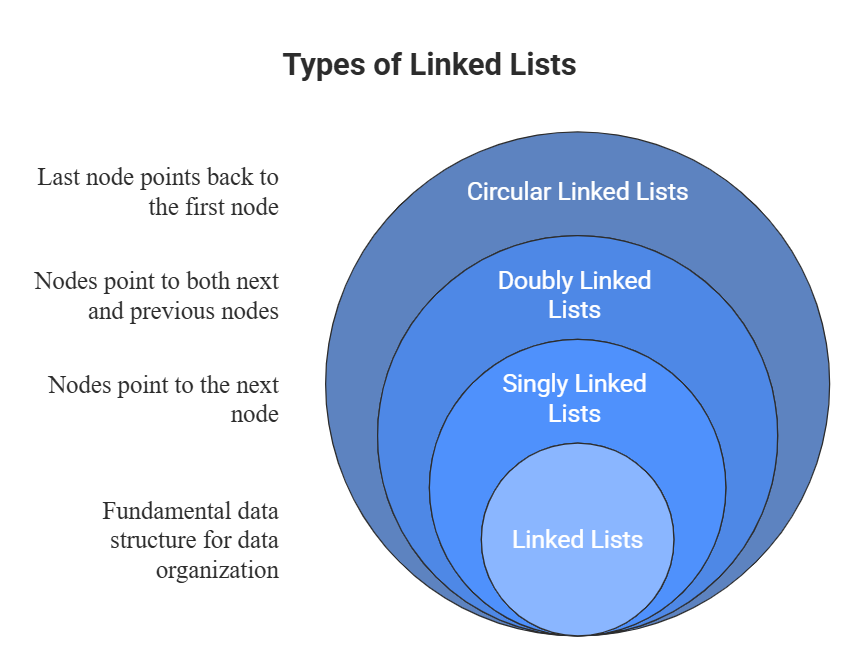 Types of Linked Lists
Last node points back to
the first node
Circular Linked Lists
Nodes point to both next
and previous nodes
Doubly Linked
Lists
Nodes point to the next
node
Singly Linked
Lists
Fundamental data
structure for data
organization
Linked Lists